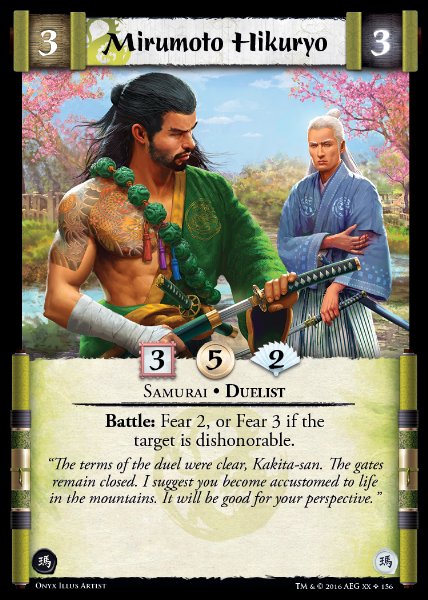 3 Mirumoto Hikuryo 3
3 5 2
Samurai • Duelist
Battle: Fear 2, or Fear 3 if the
target is dishonorable.
“The terms of the duel were clear, Kakita-san. The gates
remain closed. I suggest you become accustomed to life
in the mountains. It will be good for your perspective.”
瑪 瑪
Onyx Illus Artist TM & © 2016 AEG XX ❖ 156